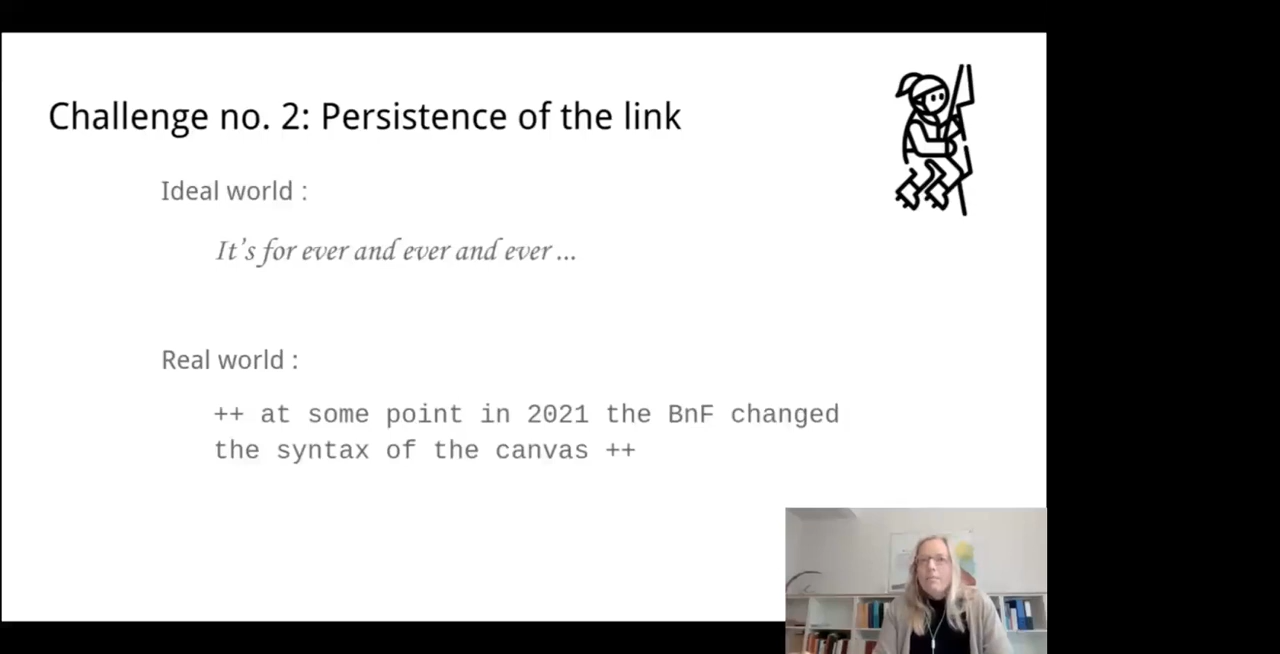 Challenge no. 2: Persistence of the link
Ideal world :
It's for ever and ever and ever ...
Real world :
++ at some point in 2021 the BnF changed
the syntax of the canvas ++